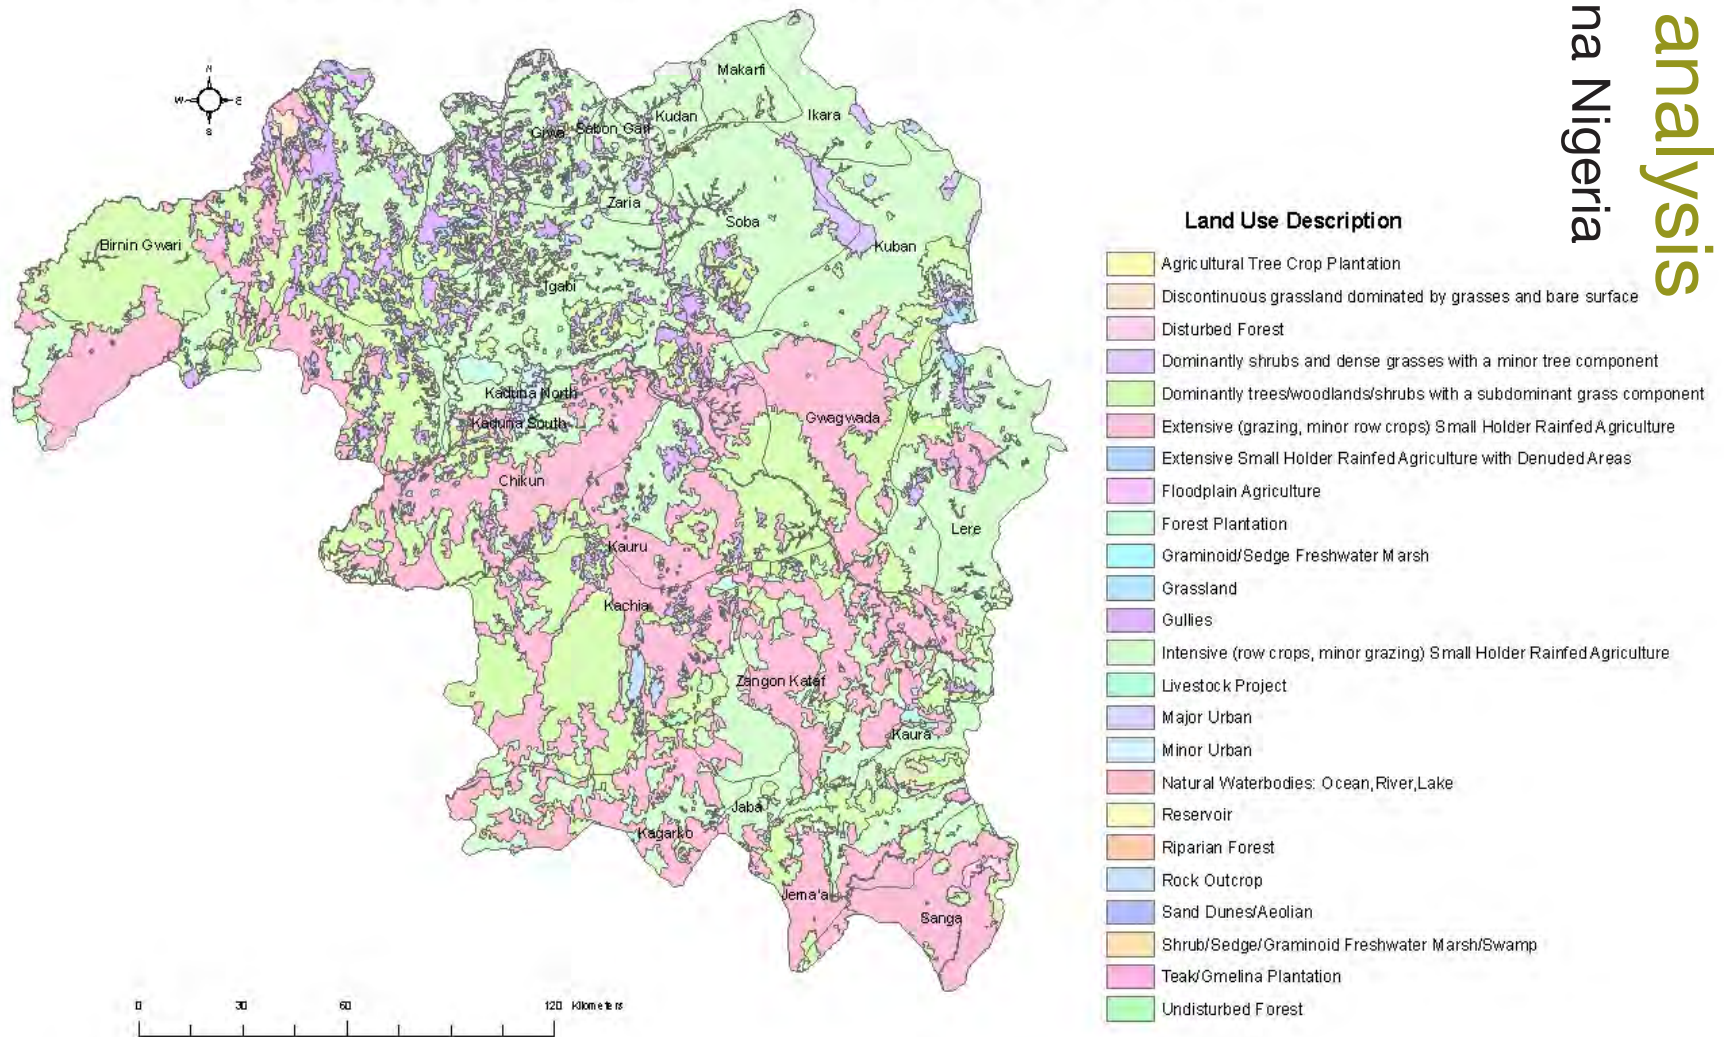 analysis
na Nigeria
N
W
E
S
Makarfi
Ikara
Kudan
Giwa
Sabon Gari
Zaria
Soba
Kuban
Birnin Gwari
Igabi
Kaduna North
Kaduna South
Gwagwada
Chikun
Lere
Kauru
Kachia
Zangon Kataf
Kaura
Jaba
Kagarko
Jema'a
Sanga
0 30 60 120 Kilometers
Land Use Description
Agricultural Tree Crop Plantation
Discontinuous grassland dominated by grasses and bare surface
Disturbed Forest
Dominantly shrubs and dense grasses with a minor tree component
Dominantly trees/woodlands/shrubs with a subdominant grass component
Extensive (grazing, minor row crops) Small Holder Rainfed Agriculture
Extensive Small Holder Rainfed Agriculture with Denuded Areas
Floodplain Agriculture
Forest Plantation
Graminoid/Sedge Freshwater Marsh
Grassland
Gullies
Intensive (row crops, minor grazing) Small Holder Rainfed Agriculture
Livestock Project
Major Urban
Minor Urban
Natural Waterbodies: Ocean,River,Lake
Reservoir
Riparian Forest
Rock Outcrop
Sand Dunes/Aeolian
Shrub/Sedge/Graminoid Freshwater Marsh/Swamp
Teak/Gmelina Plantation
Undisturbed Forest